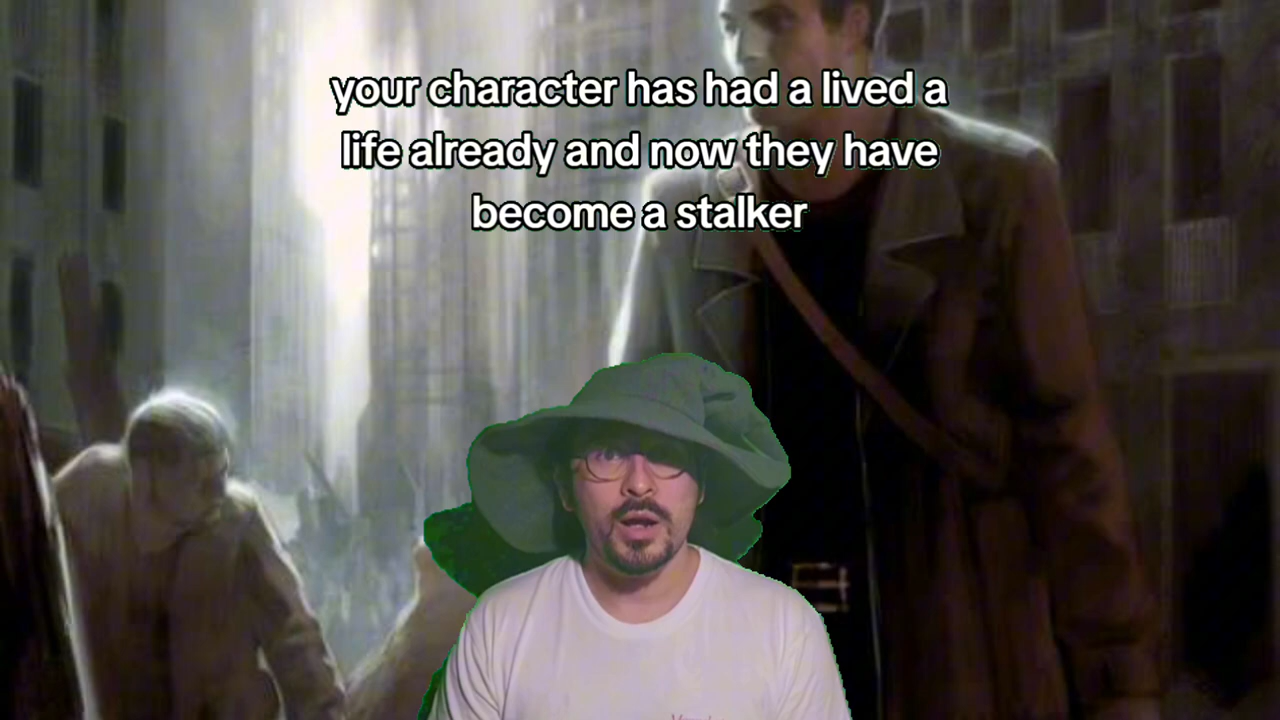 your character has had a lived a
life already and now they have
become a stalker